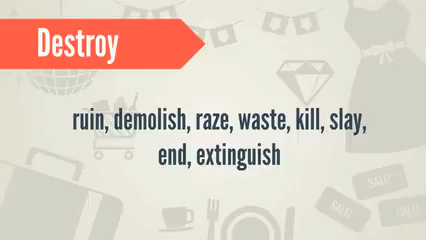 Destroy
ruin, demolish, raze, waste, kill, slay,
end, extinguish
SALE!
SALE!
SALE!